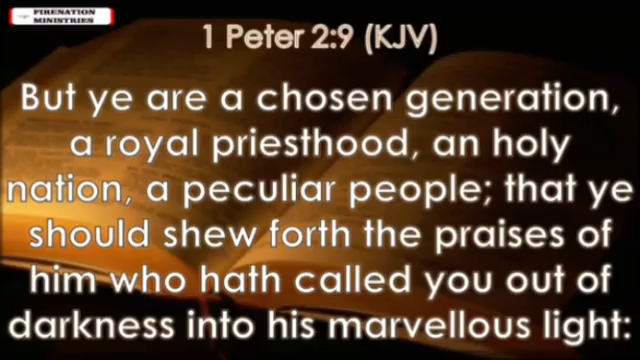 FIRENATION
MINISTRIES
1 Peter 2:9 (KJV)
But ye are a chosen generation,
a royal priesthood, an holy
nation, a peculiar people; that ye
should shew forth the praises of
him who hath called you out of
darkness into his marvellous light: